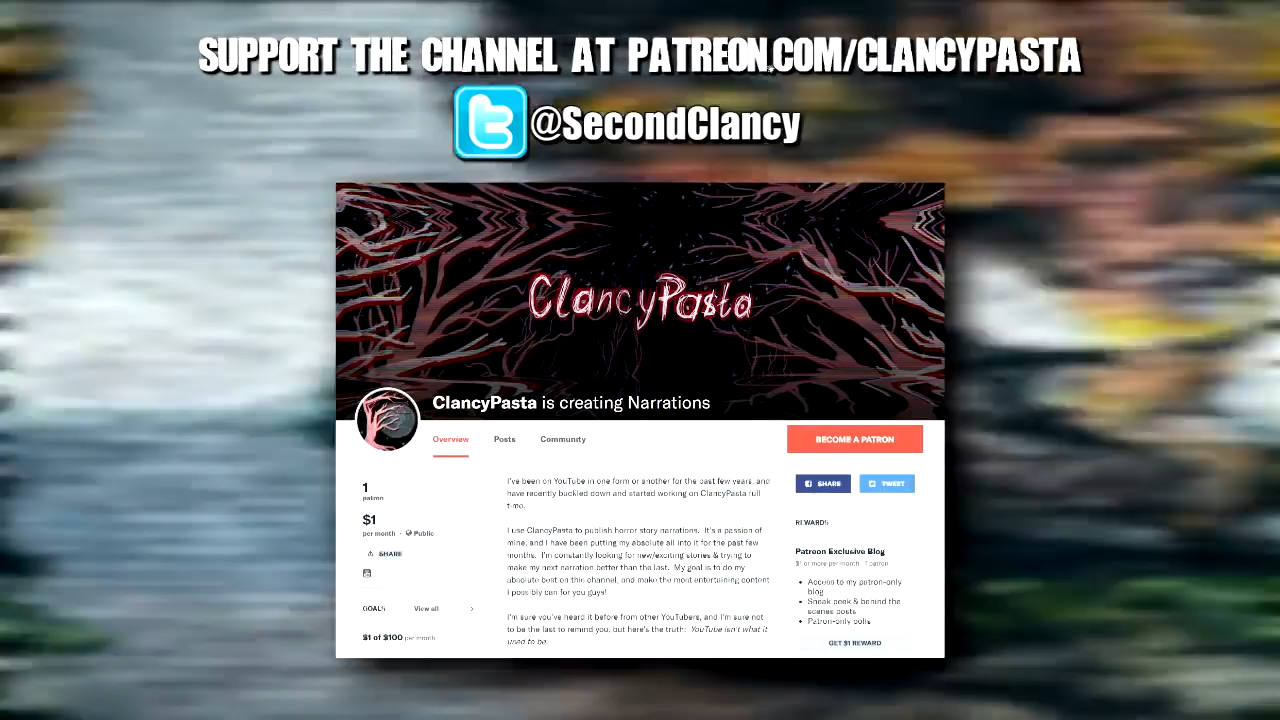 SUPPORT THE CHANNEL AT PATREON.COM/CLANCYPASTA
@SecondClancy
ClancyPasta
ClancyPasta is creating Narrations
Overview Posts Community
BECOME A PATRON
1
patron
$1
per month · Public
SHARE
GOALS View all
$1 of $100 per month
I've been on YouTube in one form or another for the past few years, and
have recently buckled down and started working on ClancyPasta full
time.
I use ClancyPasta to publish horror story narrations. It's a passion of
mine, and I have been putting my absolute all into it for the past few
months. I'm constantly looking for new/exciting stories & trying to
make my next narration better than the last. My goal is to do my
absolute best on this channel, and make the most entertaining content
I possibly can for you guys!
I'm sure you've heard it before from other YouTubers, and I'm sure not
to be the last to remind you, but here's the truth: YouTube isn't what it
used to be.
SHARE TWEET
REWARDS
Patreon Exclusive Blog
$1 or more per month · 1 patron
• Access to my patron-only
blog
• Sneak peek & behind the
scenes posts
• Patron-only polls
GET $1 REWARD